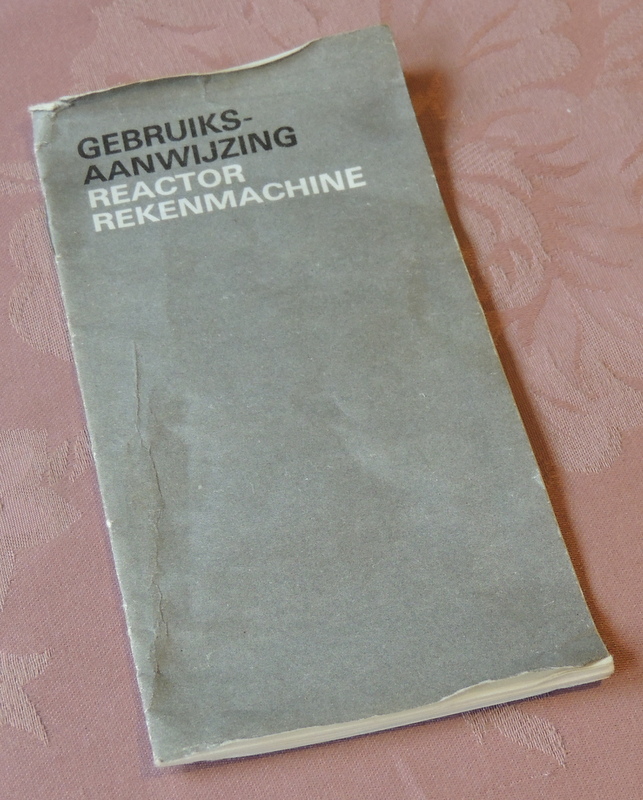 GEBRUIKS-
AANWIJZING
REACTOR
REKENMACHINE